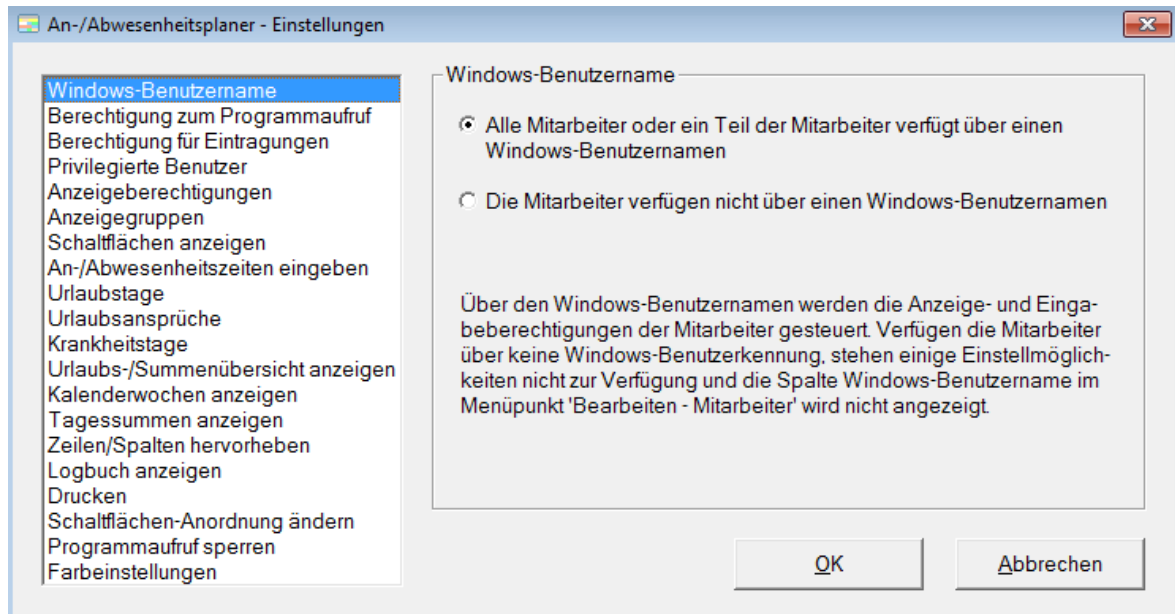 An-/Abwesenheitsplaner - Einstellungen
Windows-Benutzername
Berechtigung zum Programmaufruf
Berechtigung für Eintragungen
Privilegierte Benutzer
Anzeigeberechtigungen
Anzeigegruppen
Schaltflächen anzeigen
An-/Abwesenheitszeiten eingeben
Urlaubstage
Urlaubsansprüche
Krankheitstage
Urlaubs-/Summenübersicht anzeigen
Kalenderwochen anzeigen
Tagessummen anzeigen
Zeilen/Spalten hervorheben
Logbuch anzeigen
Drucken
Schaltflächen-Anordnung ändern
Programmaufruf sperren
Farbeinstellungen
Windows-Benutzername
Alle Mitarbeiter oder ein Teil der Mitarbeiter verfügt über einen
Windows-Benutzernamen
Die Mitarbeiter verfügen nicht über einen Windows-Benutzernamen
Über den Windows-Benutzernamen werden die Anzeige- und Einga-
beberechtigungen der Mitarbeiter gesteuert. Verfügen die Mitarbeiter
über keine Windows-Benutzerkennung, stehen einige Einstellmöglich-
keiten nicht zur Verfügung und die Spalte Windows-Benutzername im
Menüpunkt 'Bearbeiten - Mitarbeiter' wird nicht angezeigt.
OK
Abbrechen